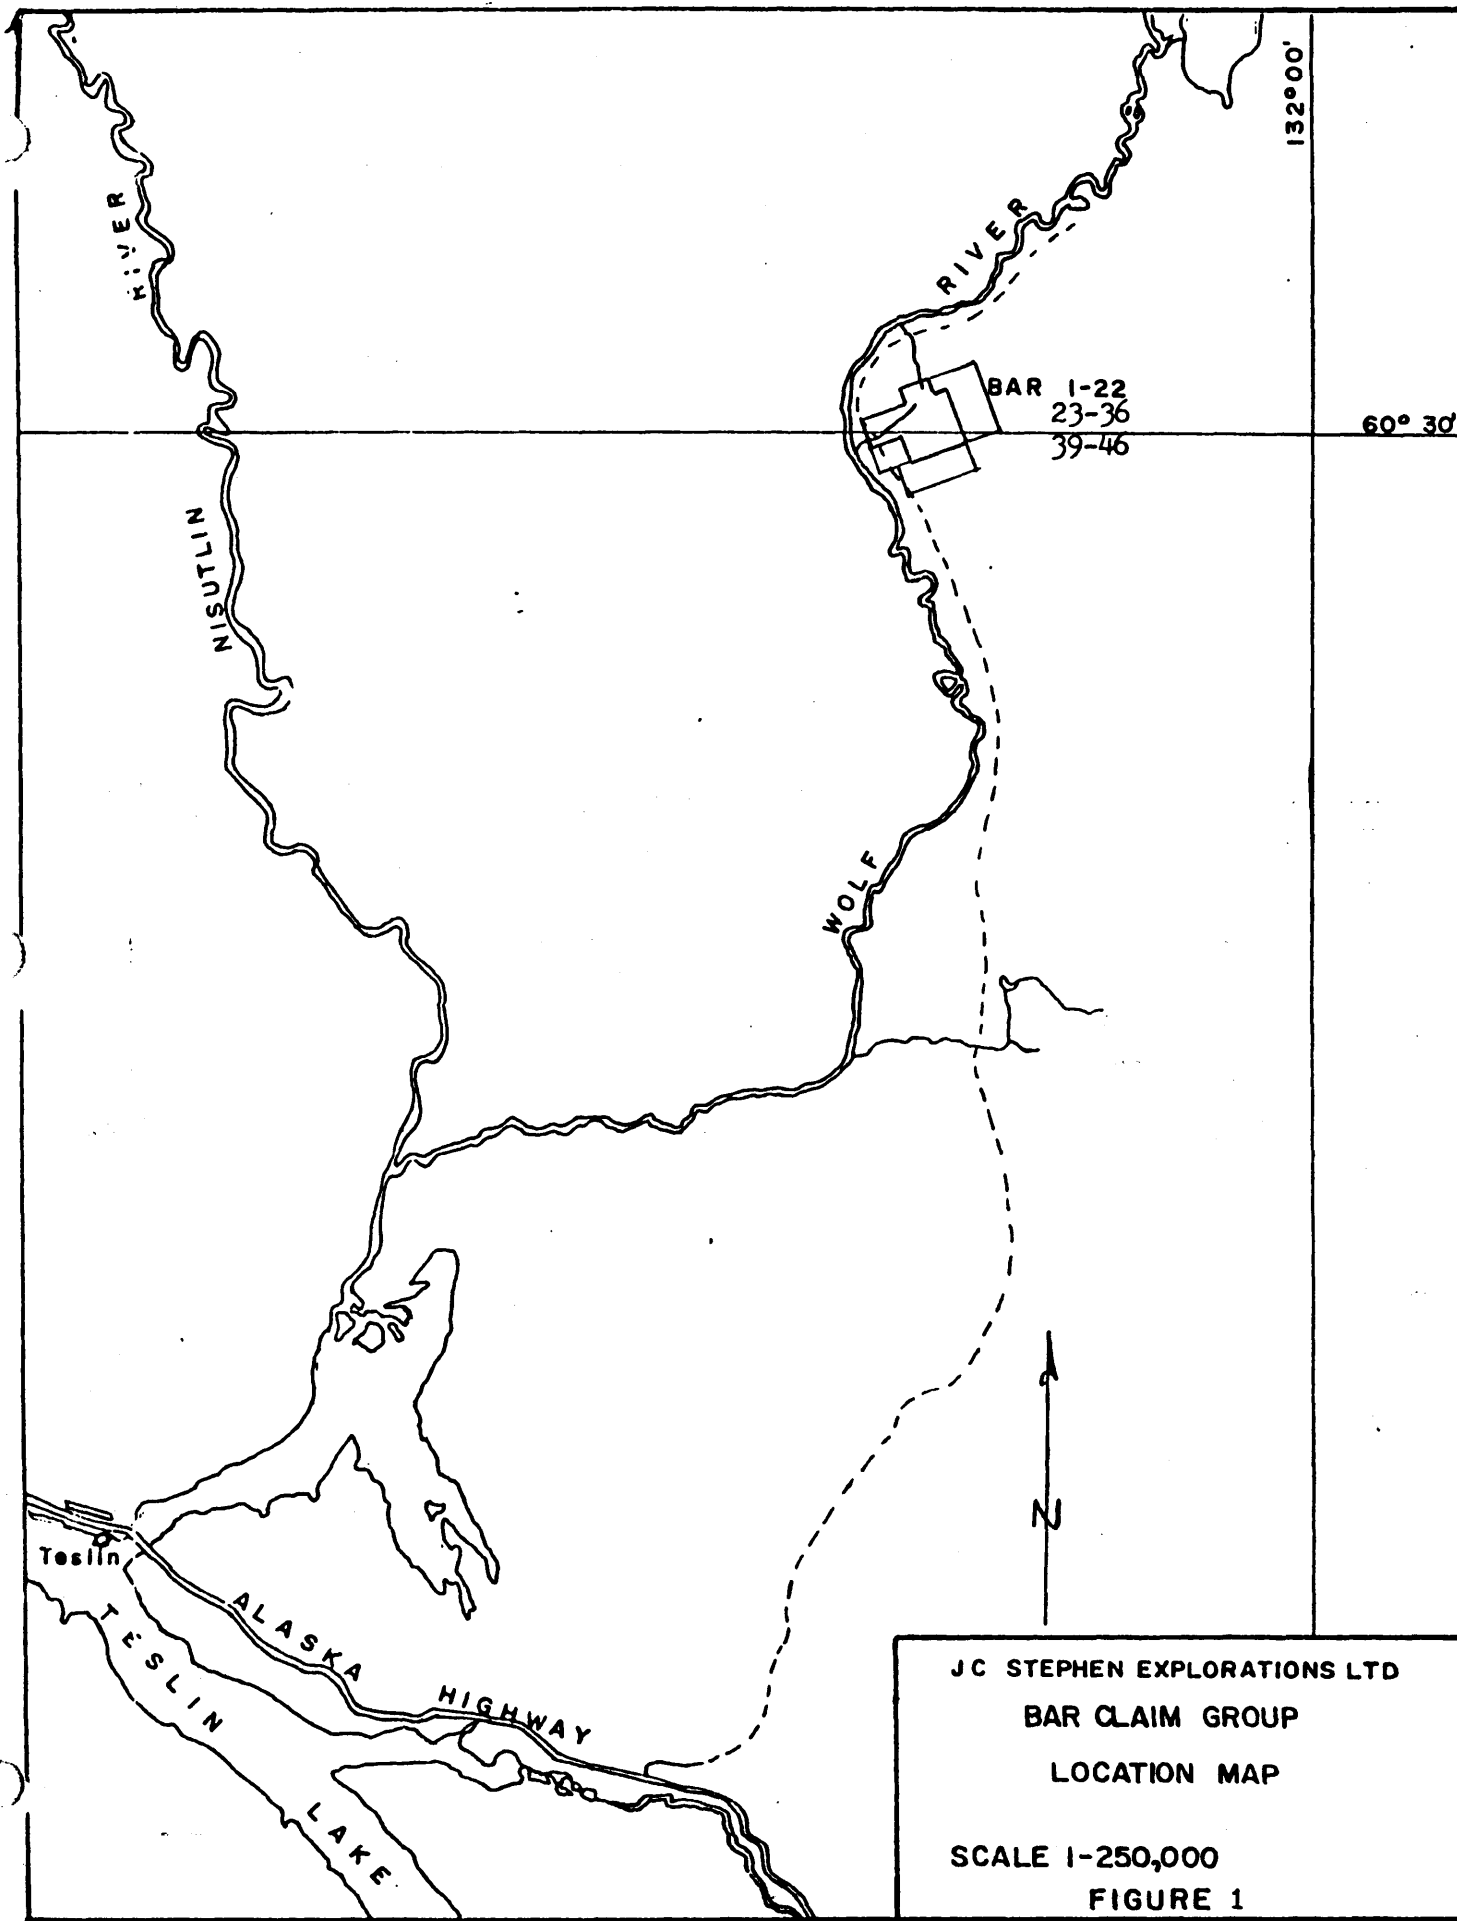 132°00'
RIVER
RIVER
BAR 1-22
23-36
60° 30'
39-46
NISUTLIN
WOLF
N
Teslin
ALASKA
HIGHWAY
TESLIN
LAKE
JC STEPHEN EXPLORATIONS LTD
BAR CLAIM GROUP
LOCATION MAP
SCALE 1-250,000
FIGURE 1